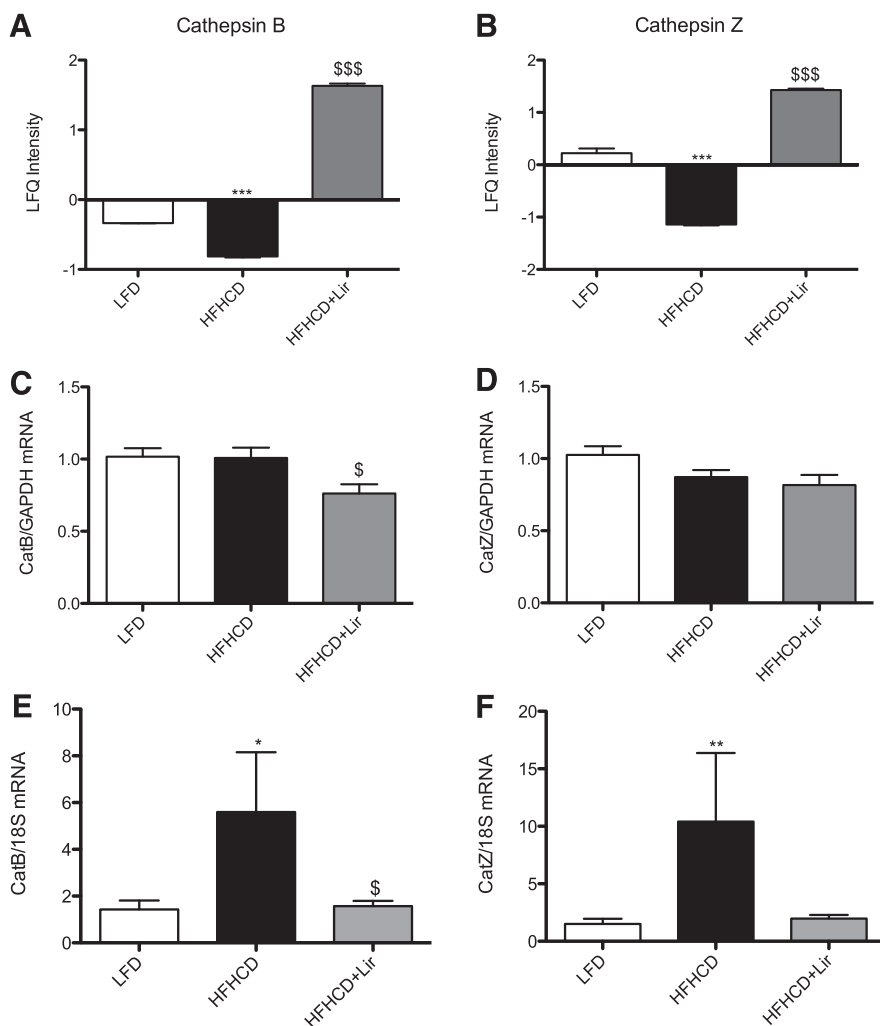 A
Cathepsin B
LFQ Intensity
2
1
0
-1
***
$$$
LFD
HFHCD
HFHCD+Lir
B
Cathepsin Z
LFQ Intensity
2
1
0
-1
-2
***
$$$
LFD
HFHCD
HFHCD+Lir
C
CatB/GAPDH mRNA
1.5
1.0
0.5
0.0
$
LFD
HFHCD
HFHCD+Lir
D
CatZ/GAPDH mRNA
1.5
1.0
0.5
0.0
LFD
HFHCD
HFHCD+Lir
E
CatB/18S mRNA
10
8
6
4
2
0
*
$
LFD
HFHCD
HFHCD+Lir
F
CatZ/18S mRNA
20
15
10
5
0
**
LFD
HFHCD
HFHCD+Lir